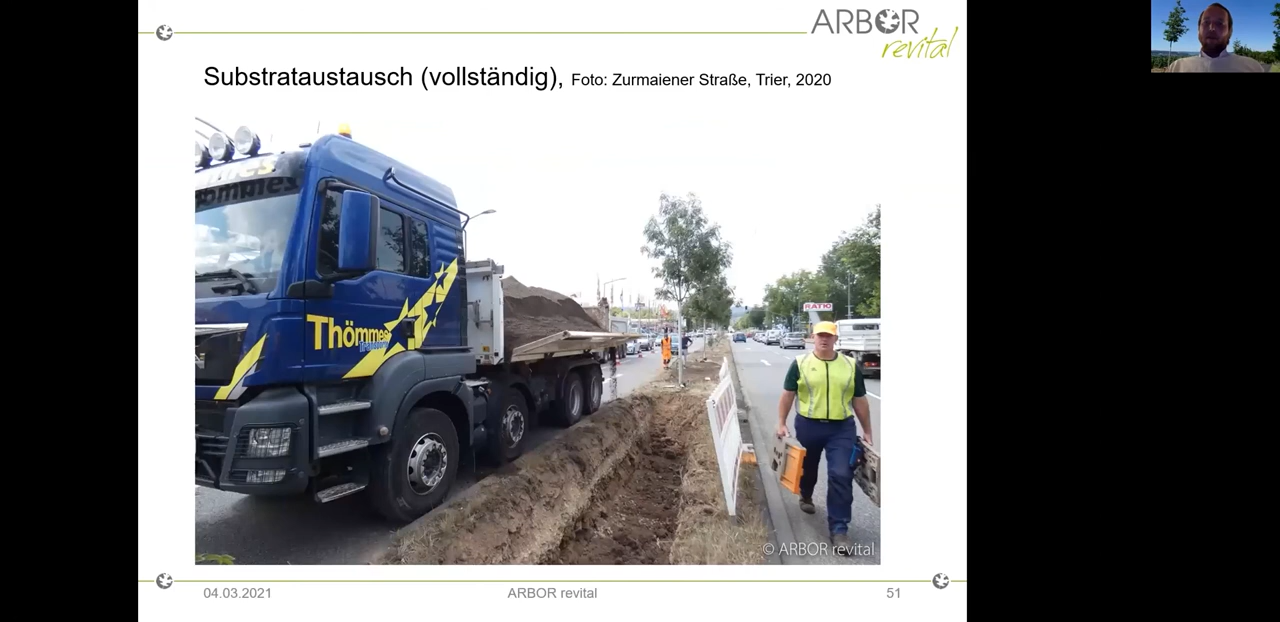 ARBOR
revital
Substrataustausch (vollständig), Foto: Zurmaiener Straße, Trier, 2020
Thömmes
RATIO
© ARBOR revital
04.03.2021
ARBOR revital
51